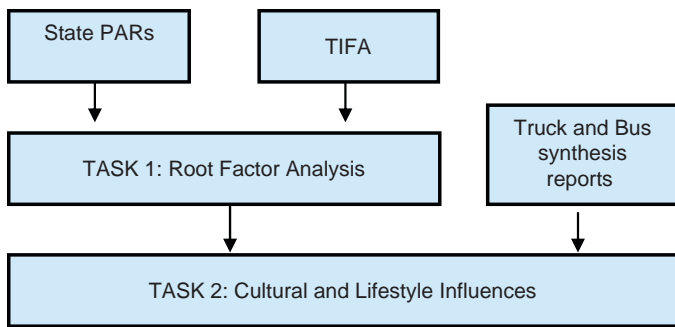 State PARs
TIFA
TASK 1: Root Factor Analysis
Truck and Bus
synthesis
reports
TASK 2: Cultural and Lifestyle Influences